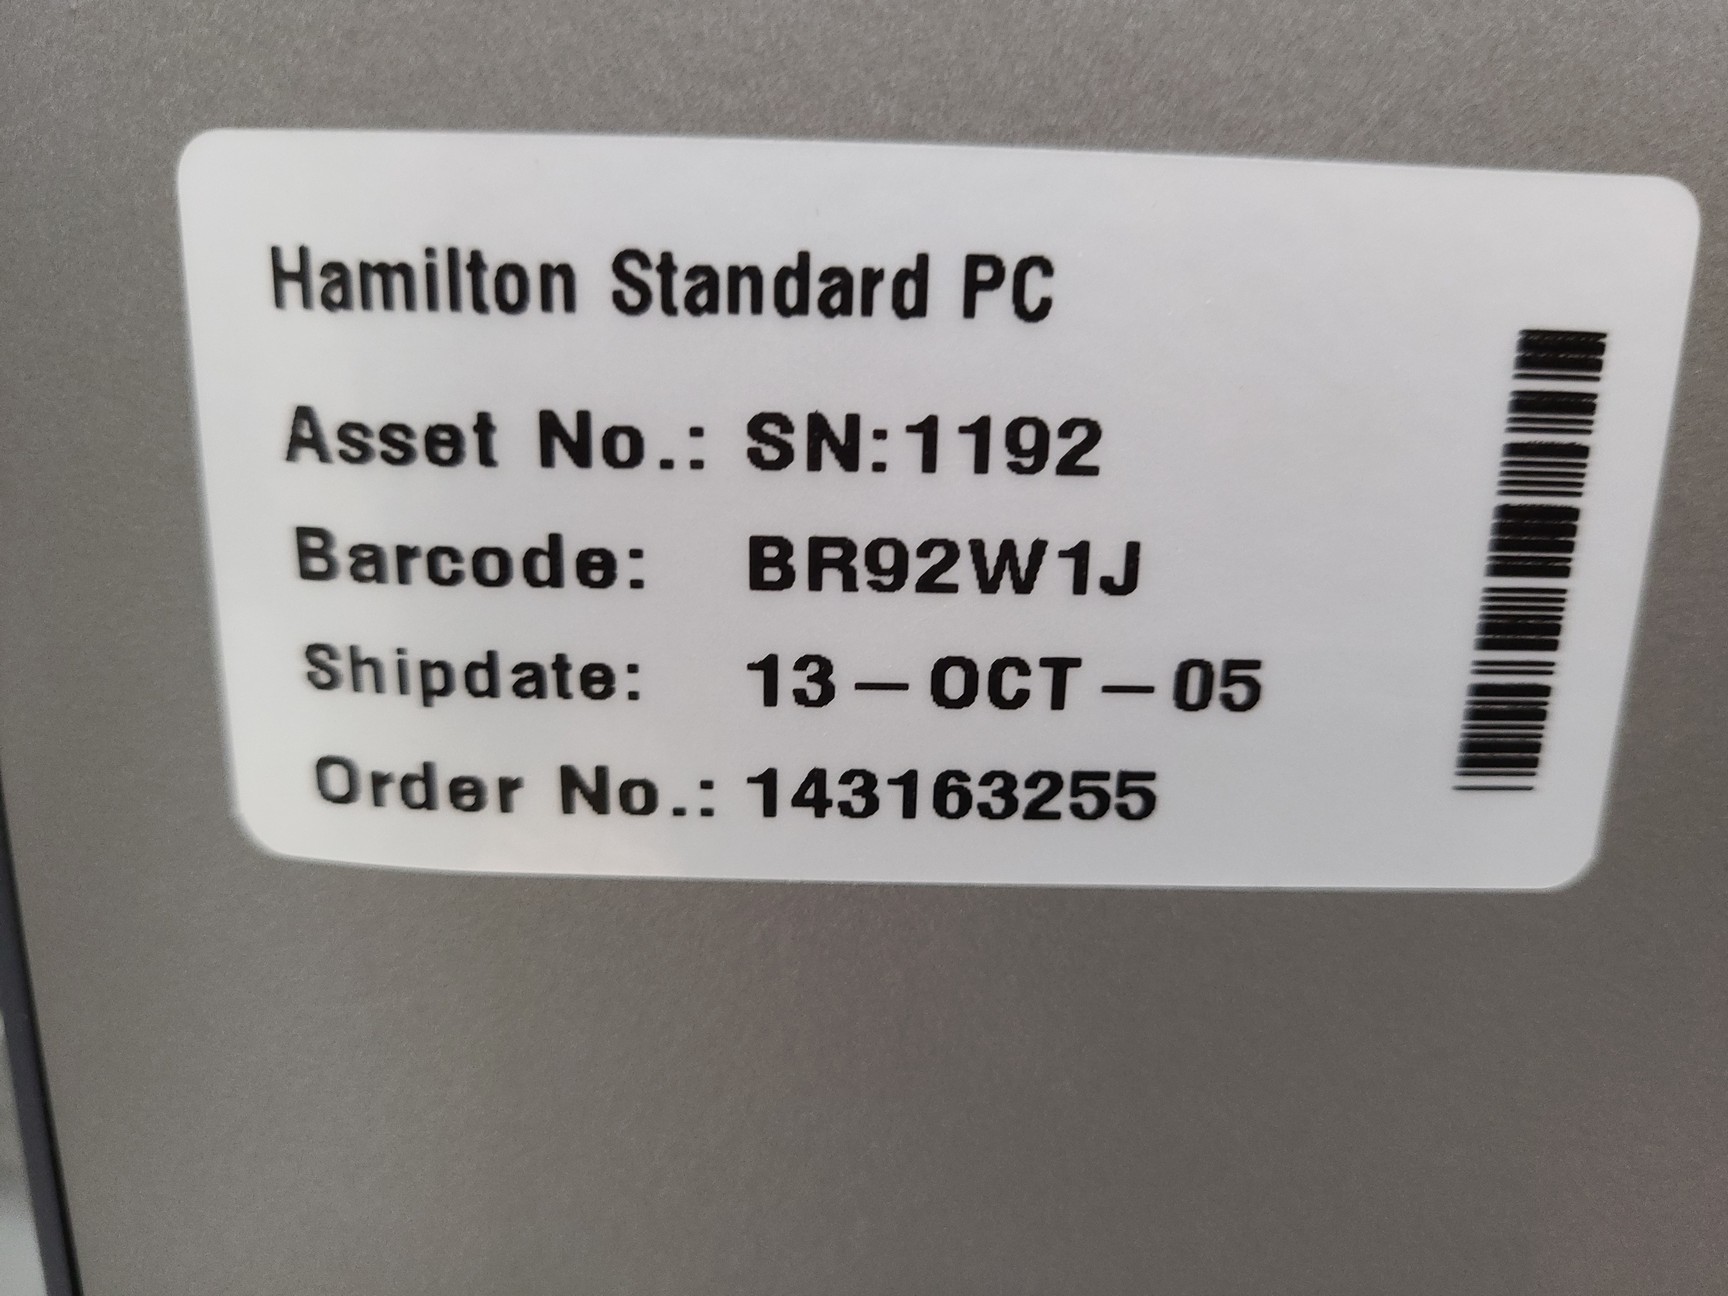 Hamilton Standard PC
Asset No.: SN:1192
Barcode: BR92W1J
Shipdate: 13-OCT-05
Order No.: 143163255